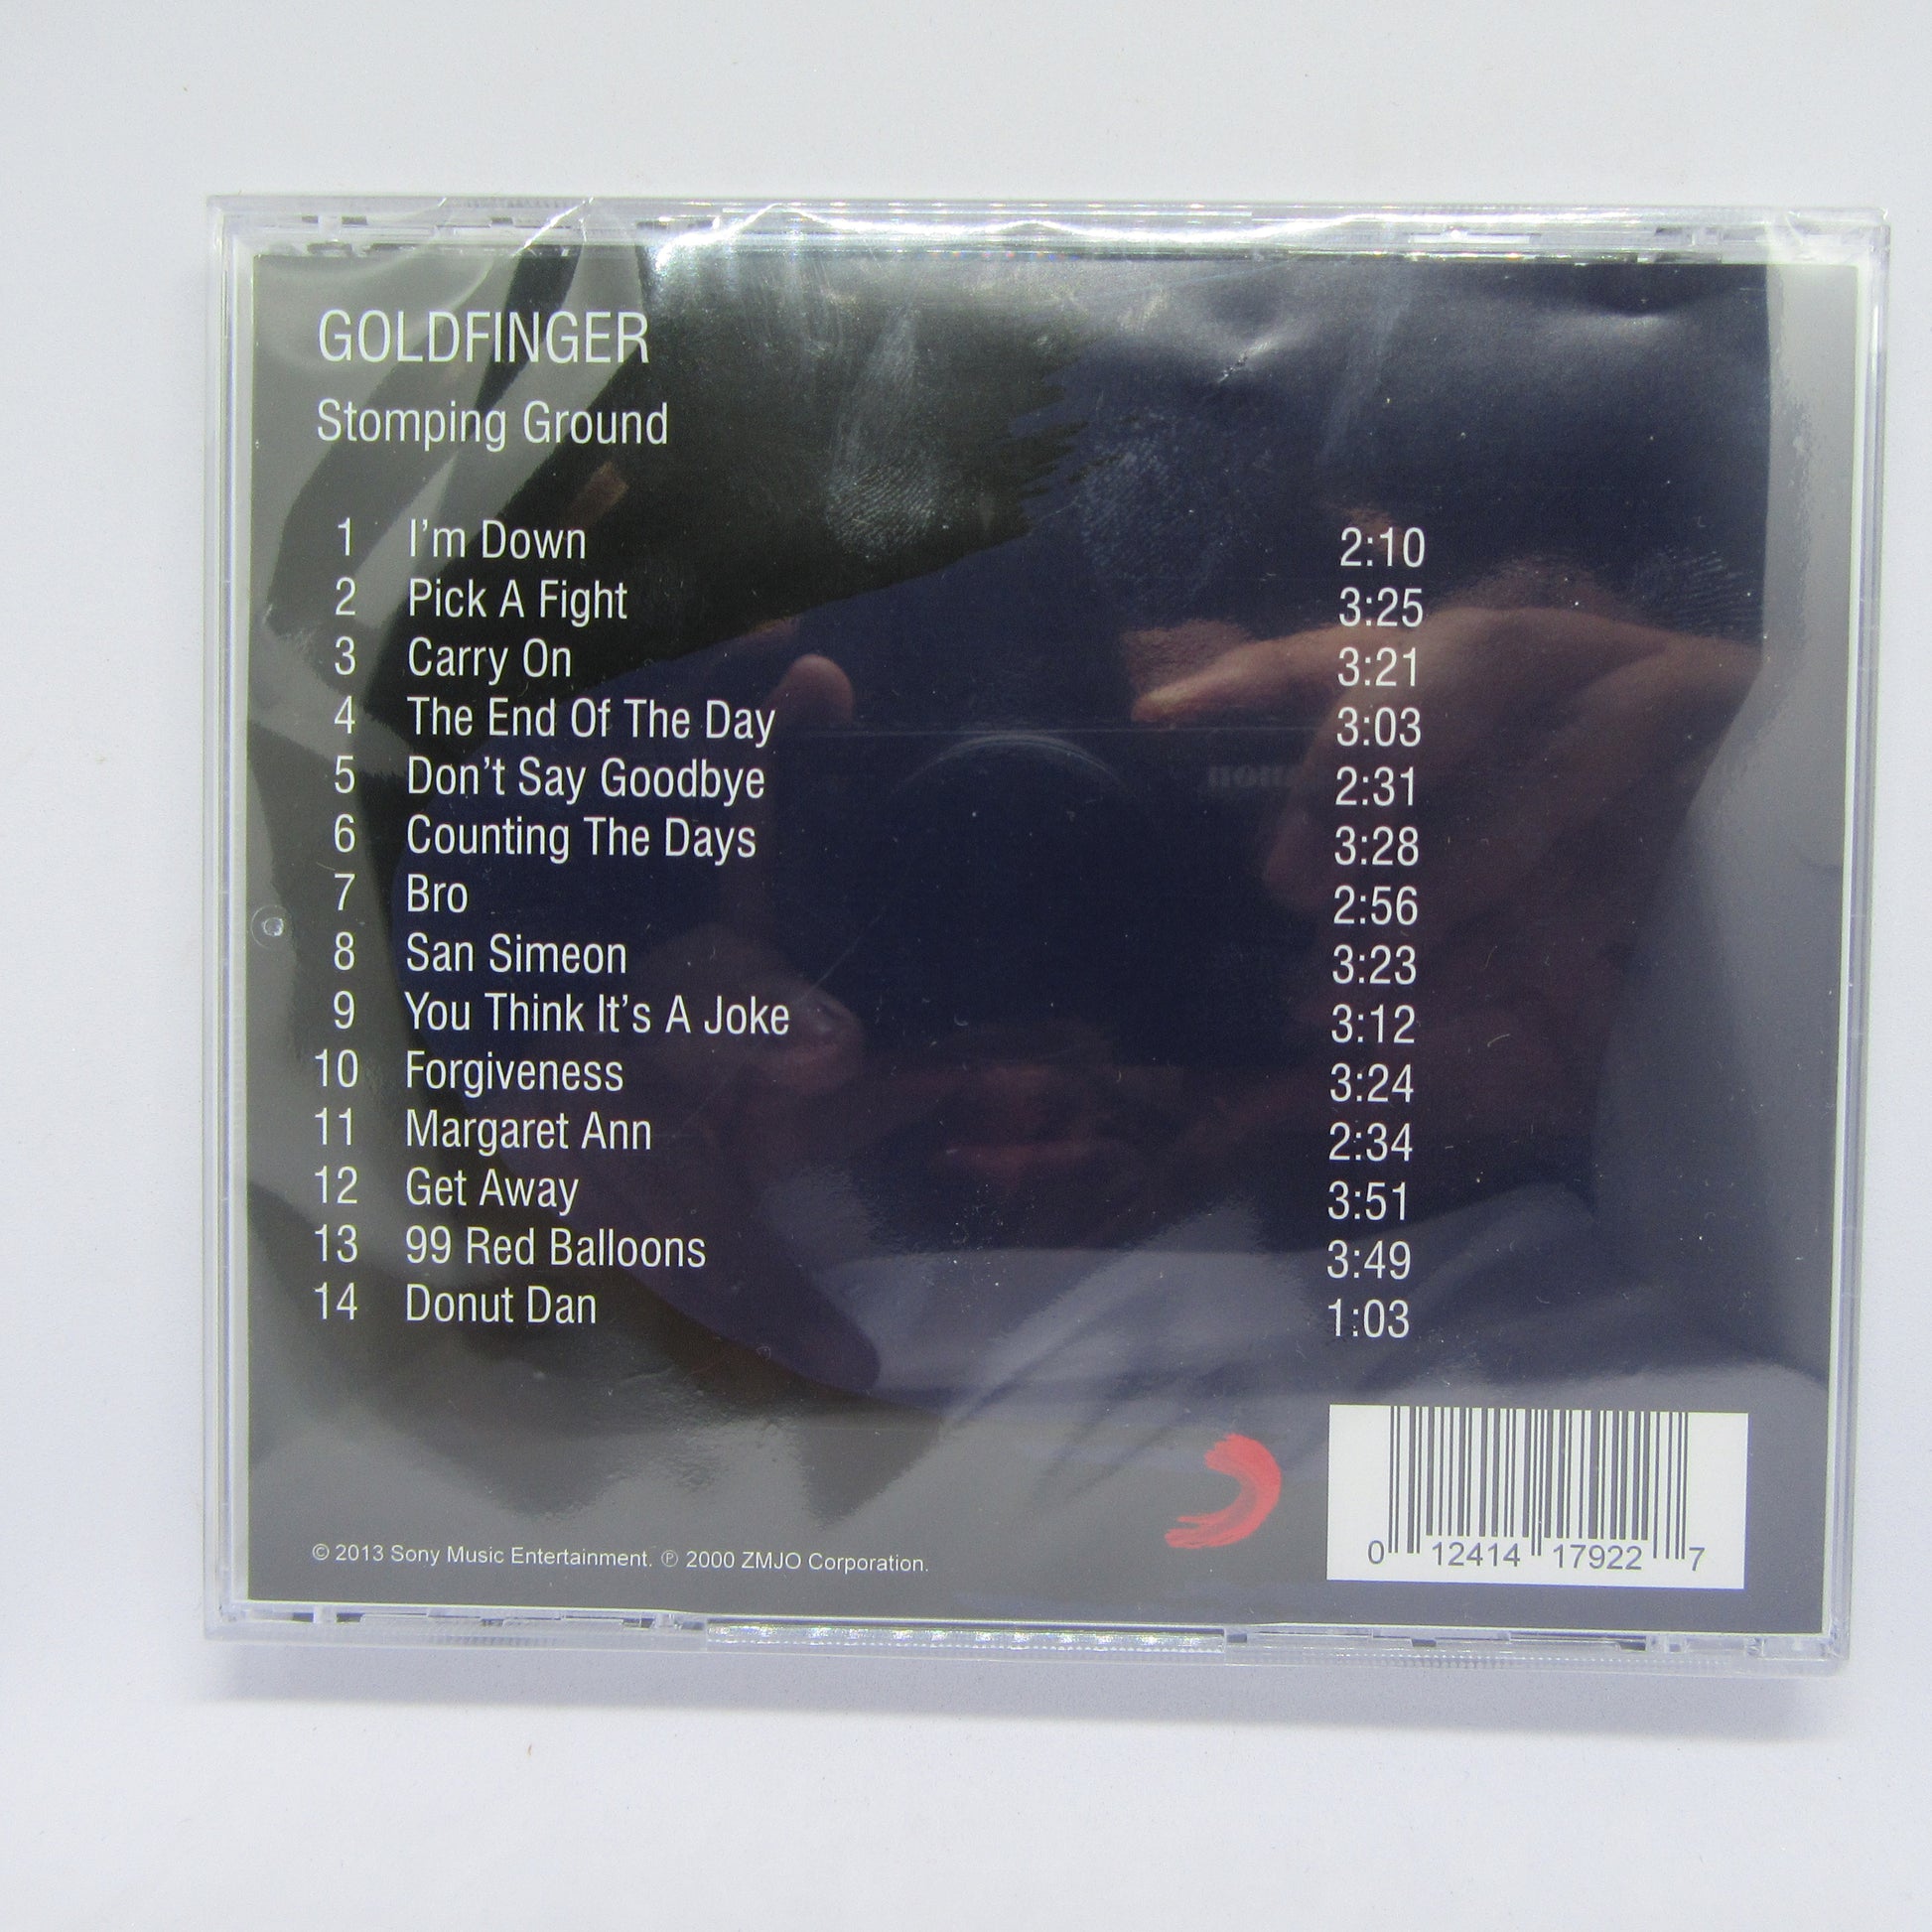 GOLDFINGER
Stomping Ground
1 I'm Down 2:10
2 Pick A Fight 3:25
3 Carry On 3:21
4 The End Of The Day 3:03
5 Don't Say Goodbye 2:31
6 Counting The Days 3:28
7 Bro 2:56
8 San Simeon 3:23
9 You Think It's A Joke 3:12
10 Forgiveness 3:24
11 Margaret Ann 2:34
12 Get Away 3:51
13 99 Red Balloons 3:49
14 Donut Dan 1:03
© 2013 Sony Music Entertainment. ℗ 2000 ZMJO Corporation.
0 12414 17922 7